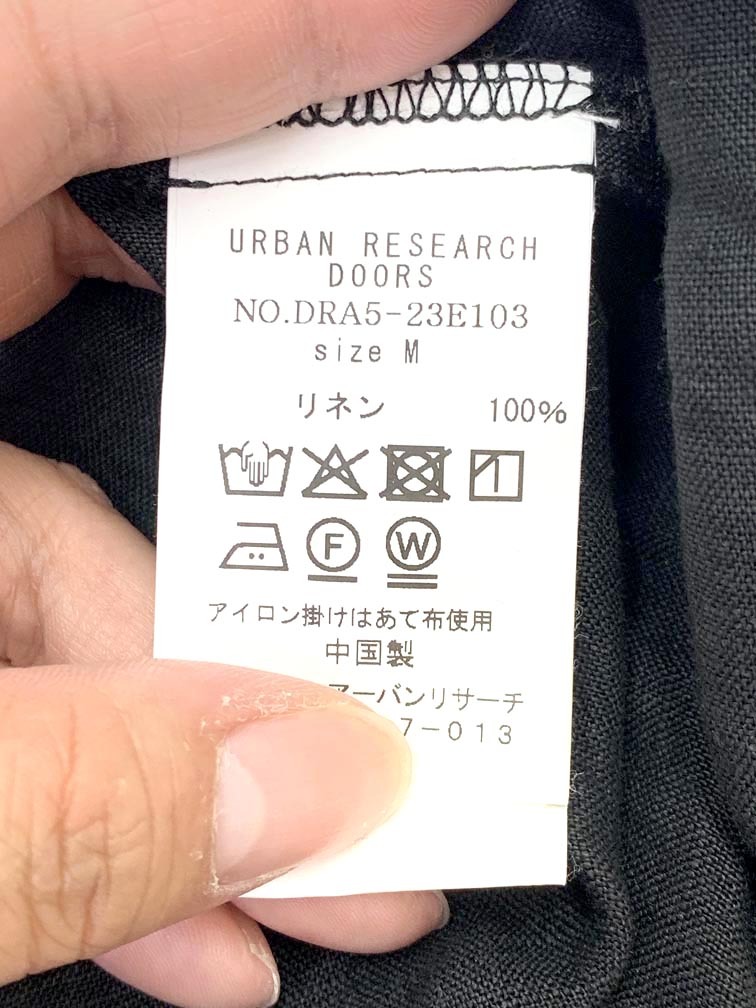 URBAN RESEARCH
DOORS
NO.DRA5-23E103
size M
リネン 100%
F W
アイロン掛けはあて布使用
中国製
アーバンリサーチ
7-013